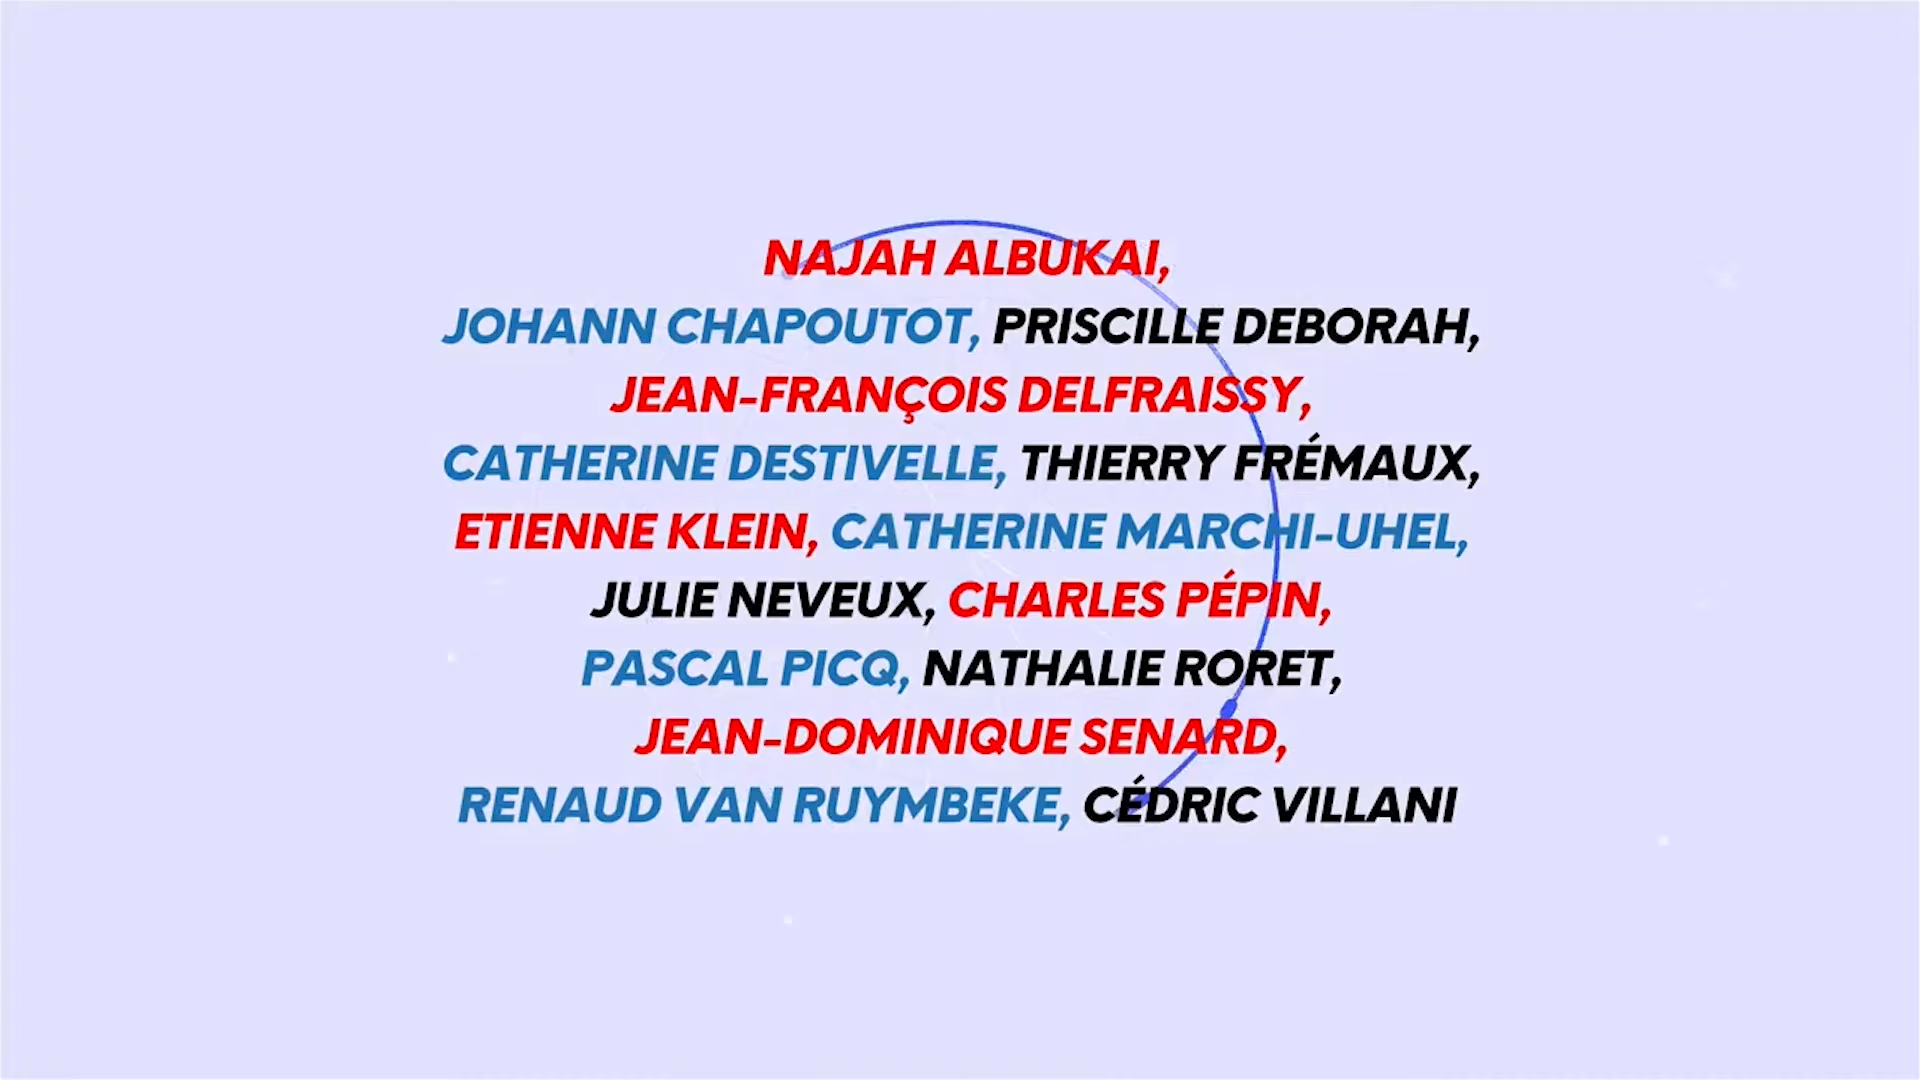 NAJAH ALBUKAI,
JOHANN CHAPOUTOT, PRISCILLE DEBORAH,
JEAN-FRANÇOIS DELFRAISSY,
CATHERINE DESTIVELLE, THIERRY FRÉMAUX,
ETIENNE KLEIN, CATHERINE MARCHI-UHEL,
JULIE NEVEUX, CHARLES PÉPIN,
PASCAL PICQ, NATHALIE RORET,
JEAN-DOMINIQUE SENARD,
RENAUD VAN RUYMBEKE, CÉDRIC VILLANI